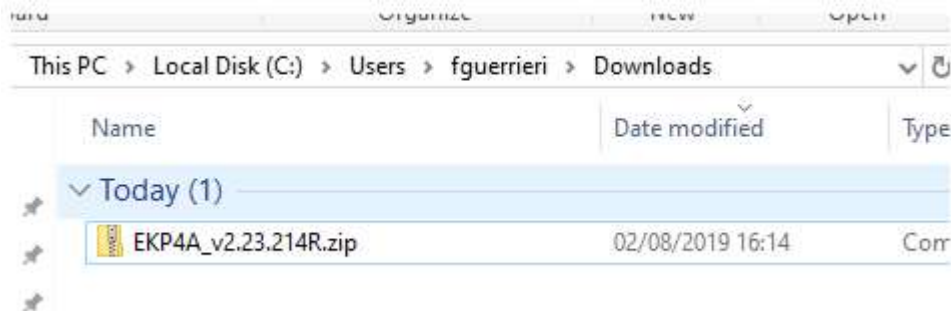 Organize New Open
This PC > Local Disk (C:) > Users > fguerrieri > Downloads
Name Date modified Type
Today (1)
EKP4A_v2.23.214R.zip 02/08/2019 16:14